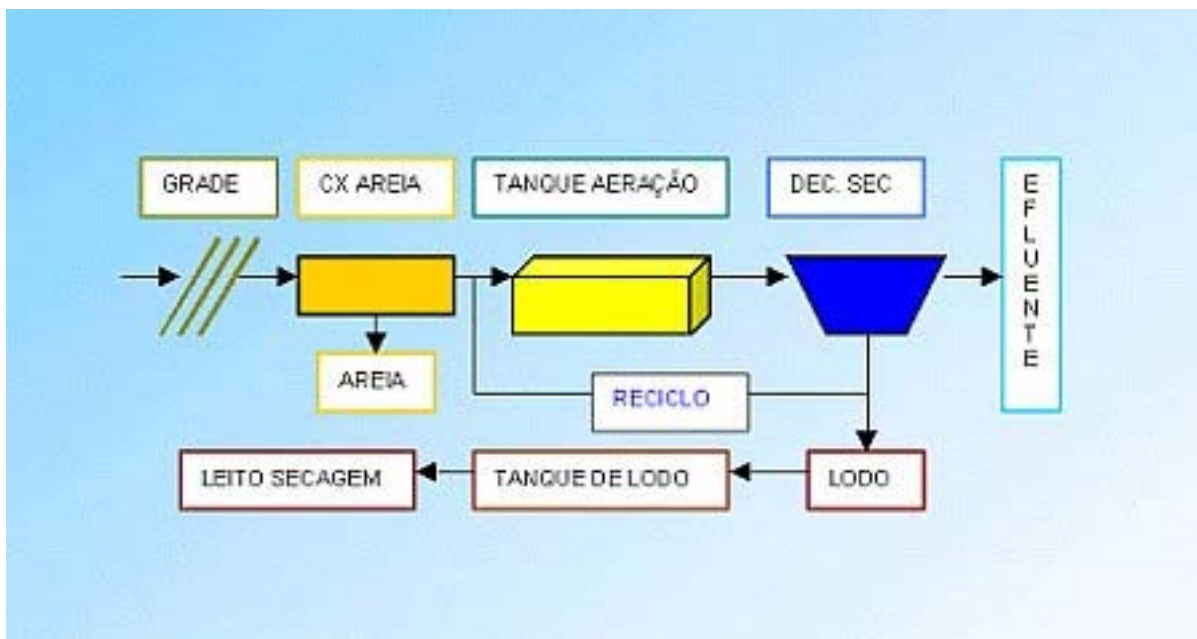 GRADE
CX AREIA
TANQUE AERAÇÃO
DEC. SEC
EFLUENTE
AREIA
RECICLO
LEITO SECAGEM
TANQUE DE LODO
LODO